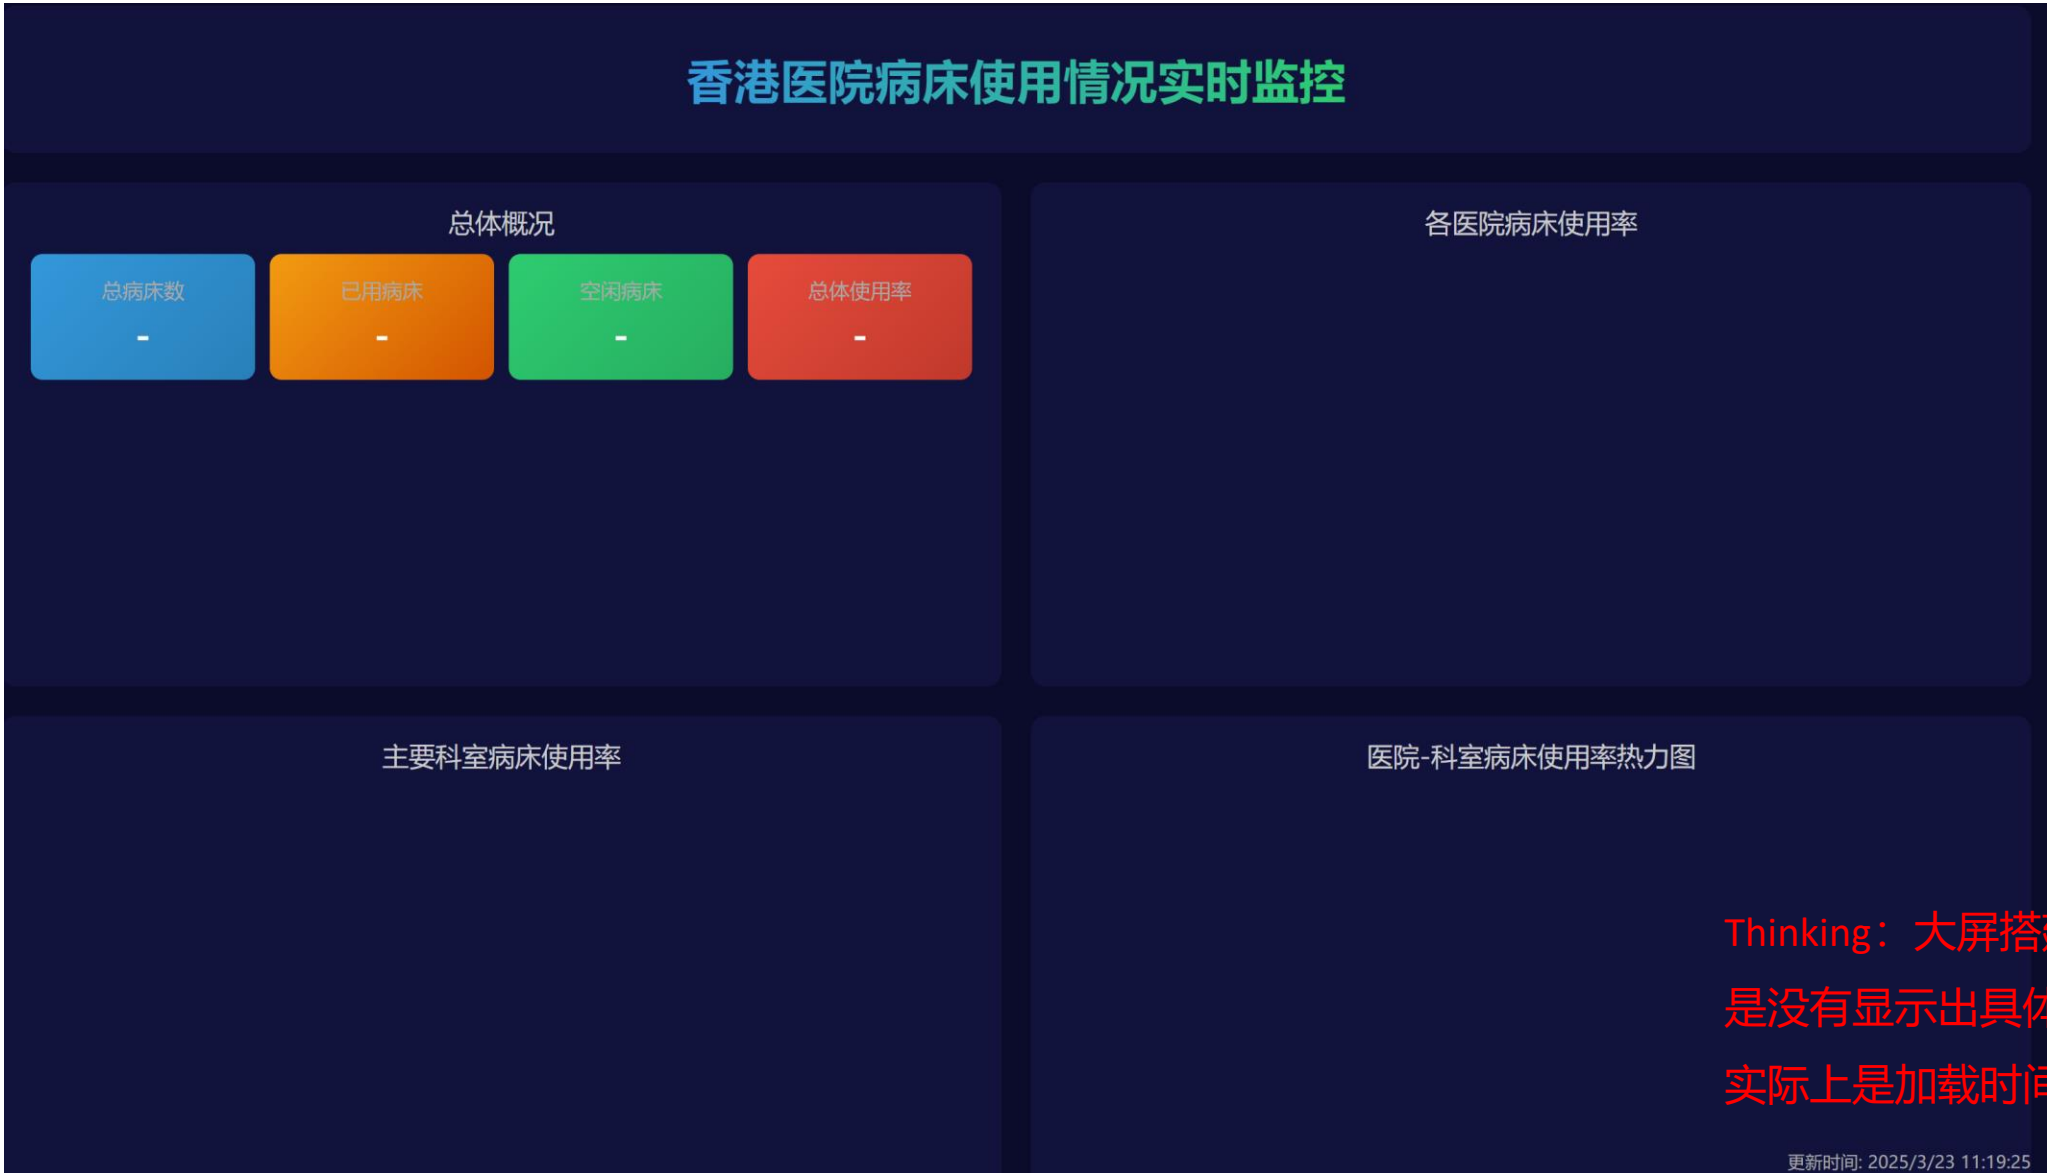 香港医院病床使用情况实时监控
总体概况
总病床数
-
已用病床
-
空闲病床
-
总体使用率
-
各医院病床使用率
主要科室病床使用率
医院-科室病床使用率热力图
Thinking：大屏搭
是没有显示出具体
实际上是加载时间
更新时间: 2025/3/23 11:19:25